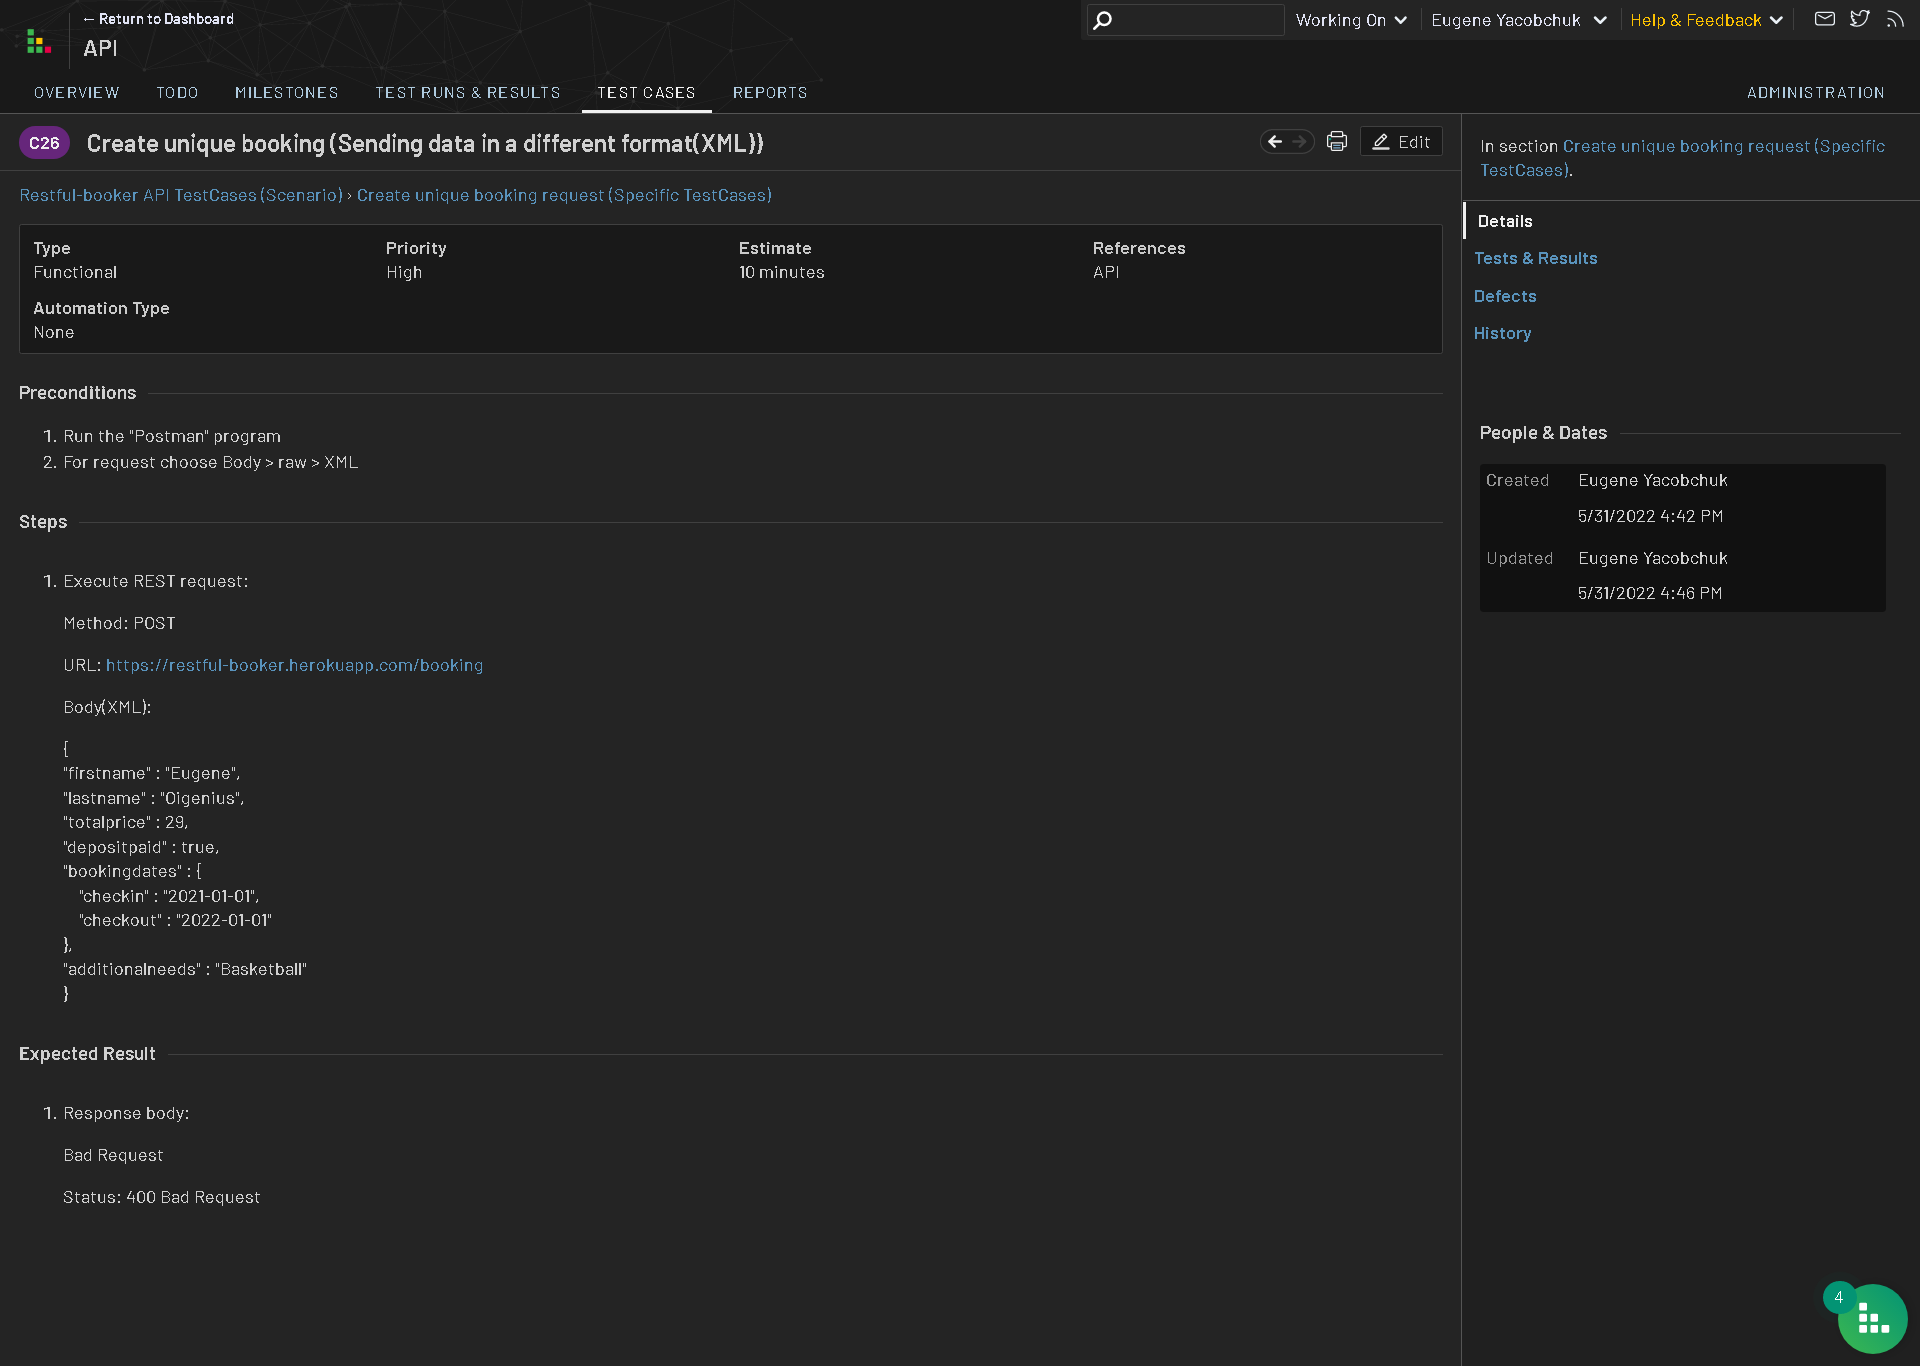 ← Return to Dashboard
API
Working On
Eugene Yacobchuk
Help & Feedback
OVERVIEW
TODO
MILESTONES
TEST RUNS & RESULTS
TEST CASES
REPORTS
ADMINISTRATION
C26
Create unique booking (Sending data in a different format(XML))
Edit
Restful-booker API TestCases (Scenario) › Create unique booking request (Specific TestCases)
Type
Functional
Priority
High
Estimate
10 minutes
References
API
Automation Type
None
Preconditions
1. Run the "Postman" program
2. For request choose Body > raw > XML
Steps
1. Execute REST request:
Method: POST
URL: https://restful-booker.herokuapp.com/booking
Body(XML):
{
"firstname" : "Eugene",
"lastname" : "Oigenius",
"totalprice" : 29,
"depositpaid" : true,
"bookingdates" : {
"checkin" : "2021-01-01",
"checkout" : "2022-01-01"
},
"additionalneeds" : "Basketball"
}
Expected Result
1. Response body:
Bad Request
Status: 400 Bad Request
In section Create unique booking request (Specific
TestCases).
Details
Tests & Results
Defects
History
People & Dates
Created
Eugene Yacobchuk
5/31/2022 4:42 PM
Updated
Eugene Yacobchuk
5/31/2022 4:46 PM
4